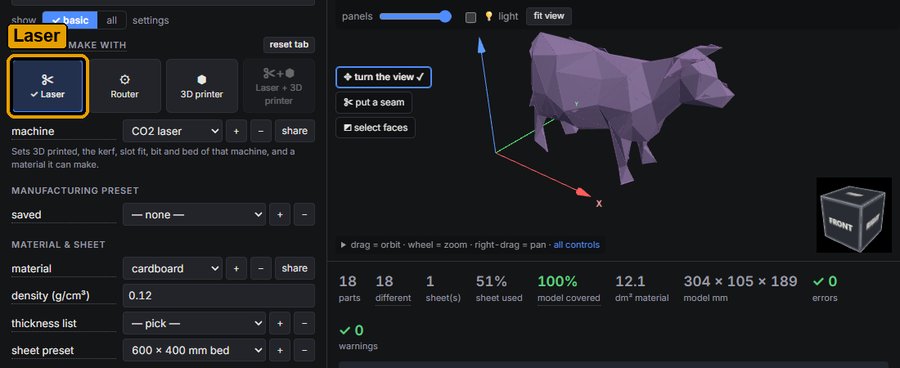 show ✓ basic all settings
Laser
MAKE WITH reset tab
✓ Laser
Router
3D printer
Laser + 3D printer
machine CO2 laser + − share
Sets 3D printed, the kerf, slot fit, bit and bed of that machine, and a
material it can make.
MANUFACTURING PRESET
saved — none — + −
MATERIAL & SHEET
material cardboard + − share
density (g/cm³) 0.12
thickness list — pick — + −
sheet preset 600 × 400 mm bed + −
panels light fit view
✥ turn the view ✓
✂ put a seam
◩ select faces
Y
X
FRONT
RIGHT
▶ drag = orbit · wheel = zoom · right-drag = pan · all controls
18 parts
18 different
1 sheet(s)
51% sheet used
100% model covered
12.1 dm² material
304 × 105 × 189 model mm
✓ 0 errors
✓ 0 warnings